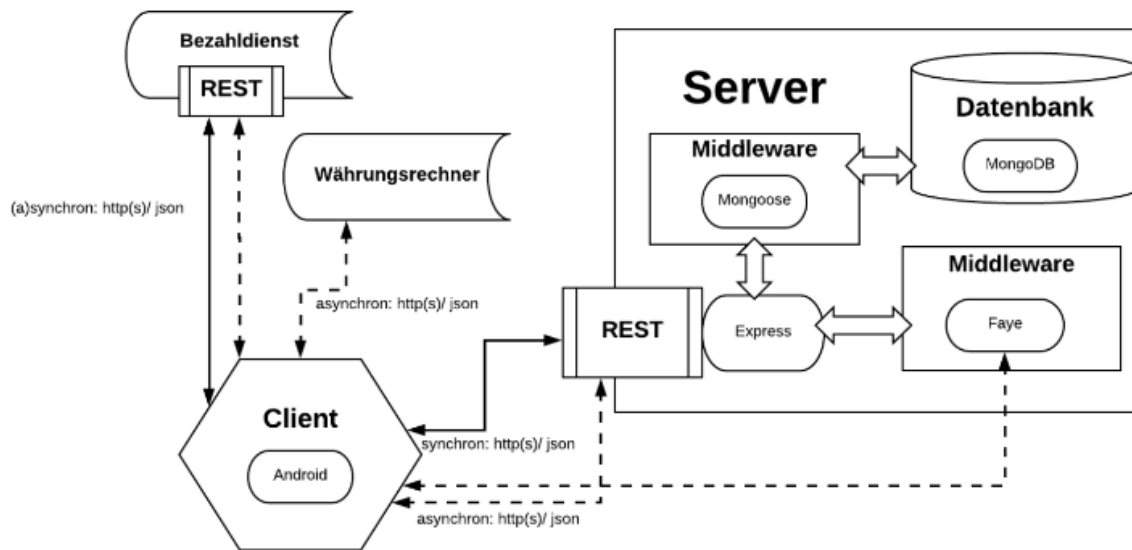 Bezahldienst
REST
Server
Datenbank
MongoDB
Middleware
Mongoose
Währungsrechner
(a)synchron: http(s)/ json
Middleware
Faye
asynchron: http(s)/ json
REST
Express
Client
Android
synchron: http(s)/ json
asynchron: http(s)/ json